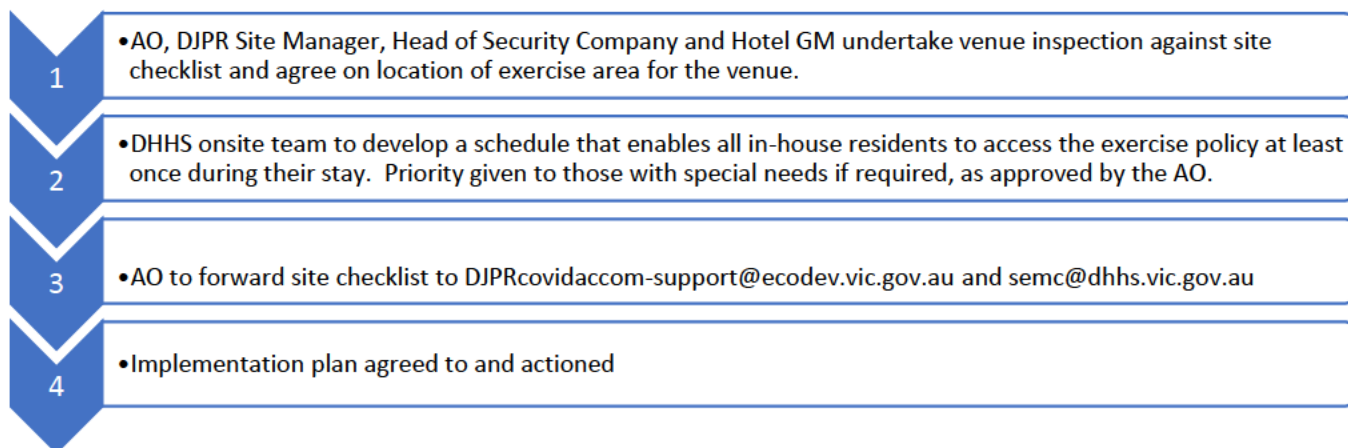 1
•AO, DJPR Site Manager, Head of Security Company and Hotel GM undertake venue inspection against site
checklist and agree on location of exercise area for the venue.
2
•DHHS onsite team to develop a schedule that enables all in-house residents to access the exercise policy at least
once during their stay.  Priority given to those with special needs if required, as approved by the AO.
3
•AO to forward site checklist to DJPRcovidaccom-support@ecodev.vic.gov.au and semc@dhhs.vic.gov.au
4
•Implementation plan agreed to and actioned